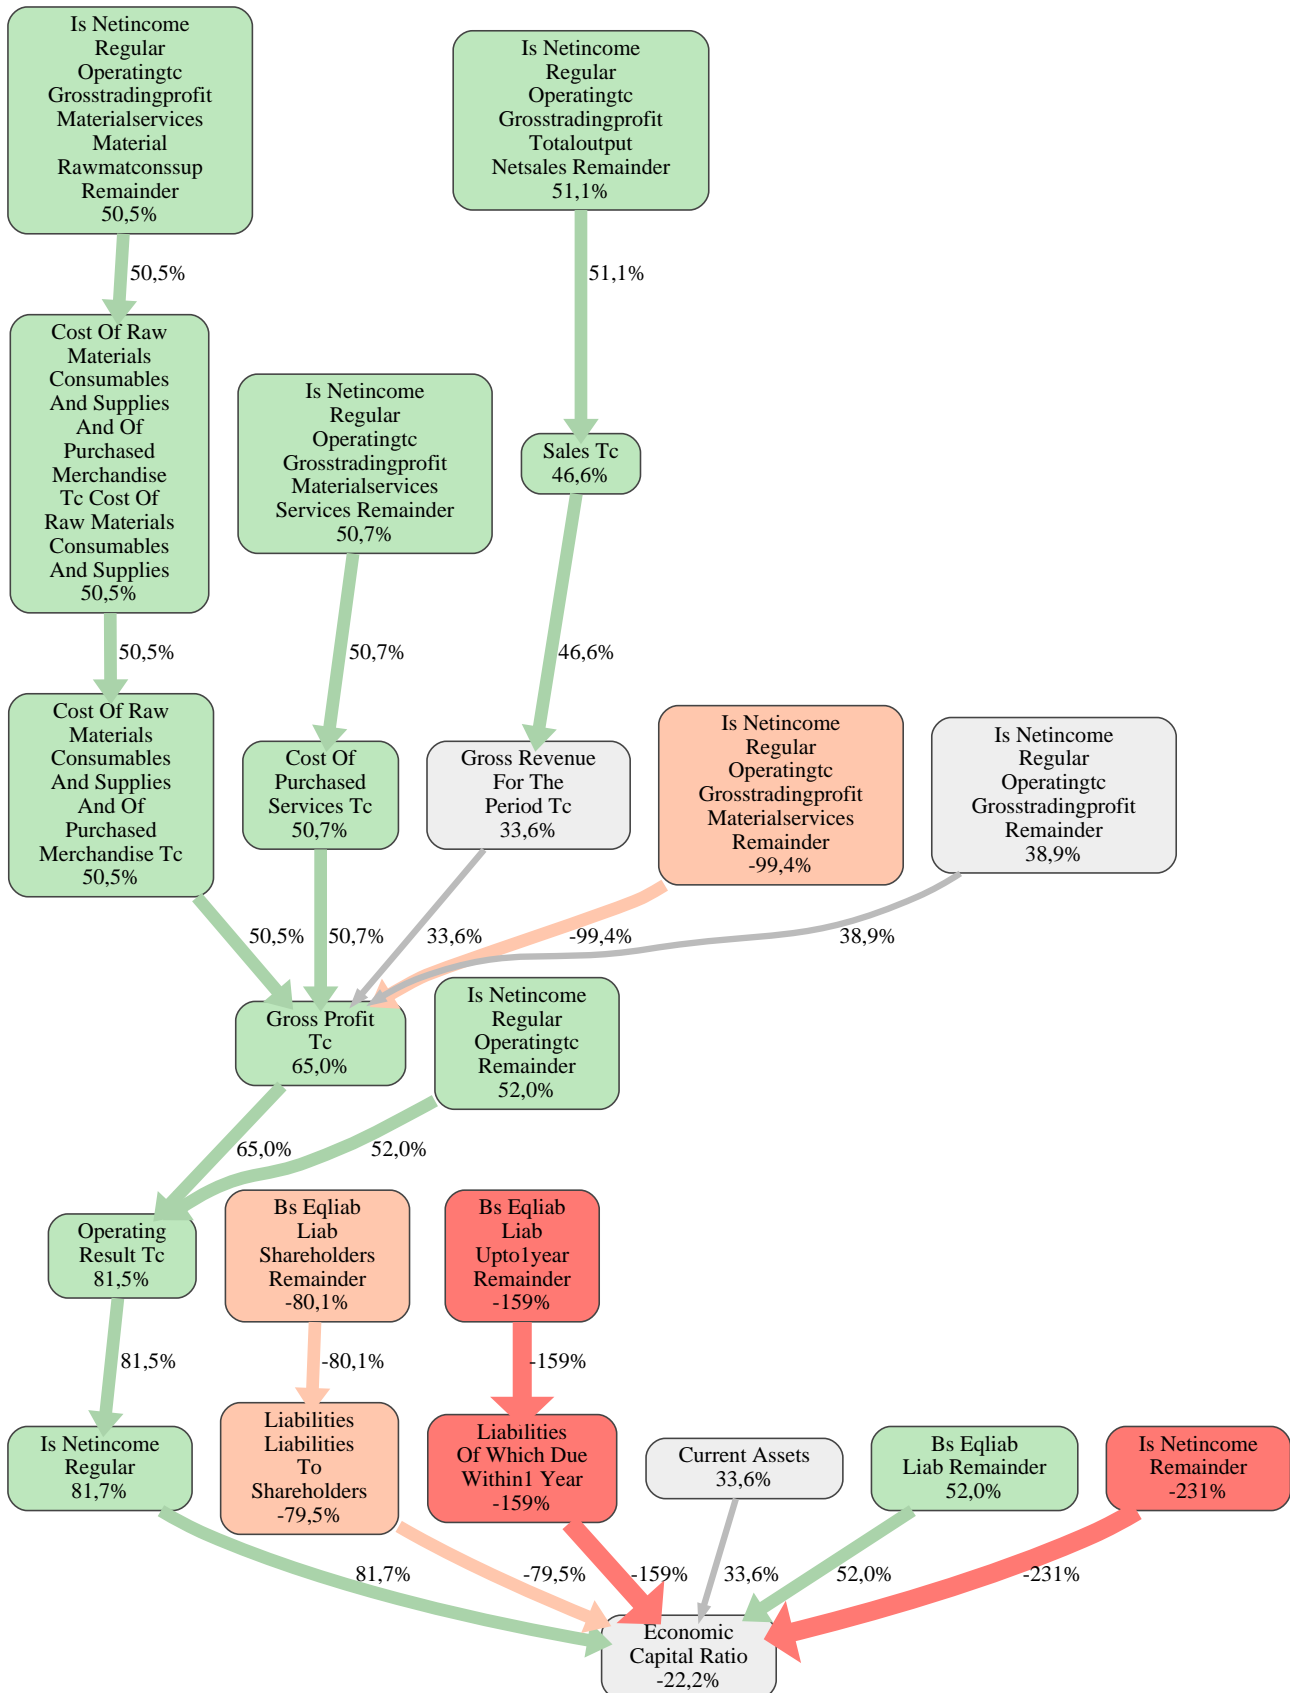 Is Netincome
Regular
Operatingtc
Grosstradingprofit
Materialservices
Material
Rawmatconssup
Remainder
50,5%
Is Netincome
Regular
Operatingtc
Grosstradingprofit
Totaloutput
Netsales Remainder
51,1%
50,5%
51,1%
Cost Of Raw
Materials
Consumables
And Supplies
And Of
Purchased
Merchandise
Tc Cost Of
Raw Materials
Consumables
And Supplies
50,5%
Is Netincome
Regular
Operatingtc
Grosstradingprofit
Materialservices
Services Remainder
50,7%
Sales Tc
46,6%
50,5%
50,7%
46,6%
Cost Of Raw
Materials
Consumables
And Supplies
And Of
Purchased
Merchandise Tc
50,5%
Cost Of
Purchased
Services Tc
50,7%
Gross Revenue
For The
Period Tc
33,6%
Is Netincome
Regular
Operatingtc
Grosstradingprofit
Materialservices
Remainder
-99,4%
Is Netincome
Regular
Operatingtc
Grosstradingprofit
Remainder
38,9%
50,5%
50,7%
33,6%
-99,4%
38,9%
Gross Profit
Tc
65,0%
Is Netincome
Regular
Operatingtc
Remainder
52,0%
65,0%
52,0%
Operating
Result Tc
81,5%
Bs Eqliab
Liab
Shareholders
Remainder
-80,1%
Bs Eqliab
Liab
Upto1year
Remainder
-159%
81,5%
-80,1%
-159%
Is Netincome
Regular
81,7%
Liabilities
Liabilities
To
Shareholders
-79,5%
Liabilities
Of Which Due
Within1 Year
-159%
Current Assets
33,6%
Bs Eqliab
Liab Remainder
52,0%
Is Netincome
Remainder
-231%
81,7%
-79,5%
-159%
33,6%
52,0%
-231%
Economic
Capital Ratio
-22,2%